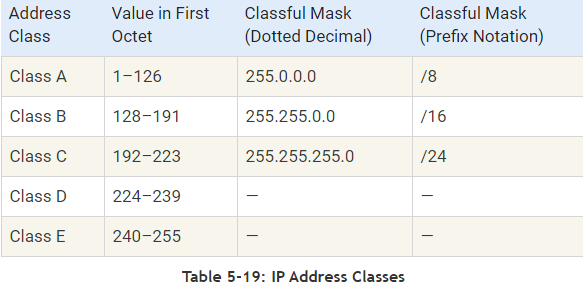 Address Class	Value in First Octet	Classful Mask (Dotted Decimal)	Classful Mask (Prefix Notation)
Class A	1–126	255.0.0.0	/8
Class B	128–191	255.255.0.0	/16
Class C	192–223	255.255.255.0	/24
Class D	224–239	—	—
Class E	240–255	—	—
Table 5-19: IP Address Classes